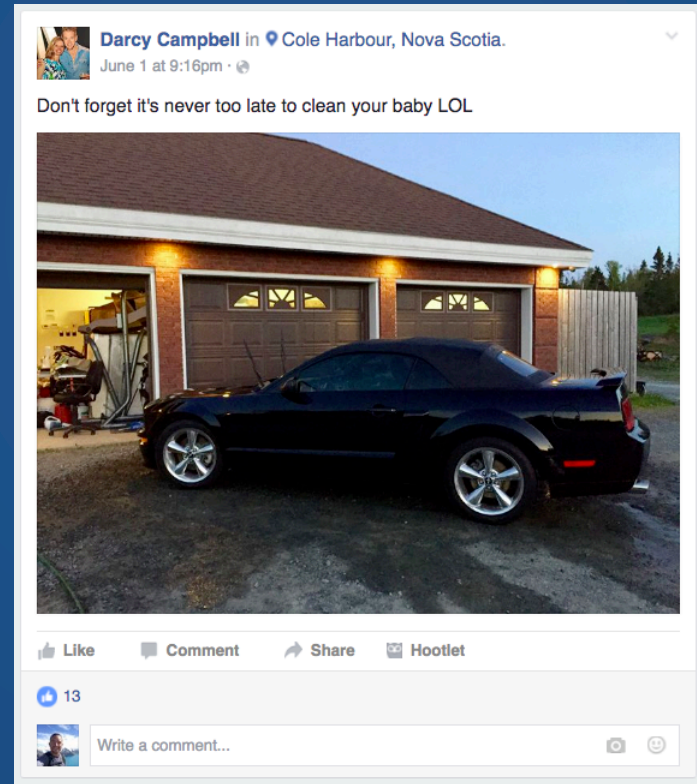 Darcy Campbell in Cole Harbour, Nova Scotia.
June 1 at 9:16pm ·
Don't forget it's never too late to clean your baby LOL
Like Comment Share Hootlet
13
Write a comment...